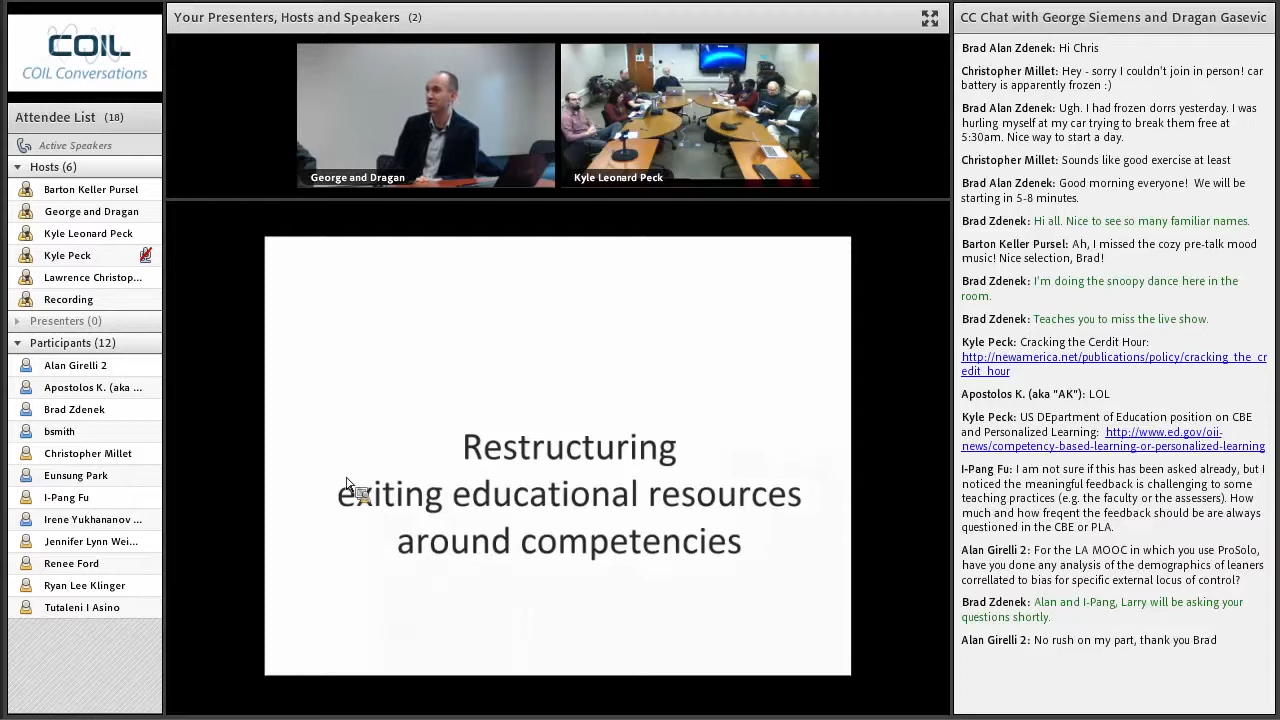 COIL
COIL Conversations
Attendee List (18)
Active Speakers
Hosts (6)
Barton Keller Pursel
George and Dragan
Kyle Leonard Peck
Kyle Peck
Lawrence Christop...
Recording
Presenters (0)
Participants (12)
Alan Girelli 2
Apostolos K. (aka ...
Brad Zdenek
bsmith
Christopher Millet
Eunsung Park
I-Pang Fu
Irene Yukhananov ...
Jennifer Lynn Wei...
Renee Ford
Ryan Lee Klinger
Tutaleni I Asino
Your Presenters, Hosts and Speakers (2)
George and Dragan
Kyle Leonard Peck
Restructuring
exiting educational resources
around competencies
CC Chat with George Siemens and Dragan Gasevic
Brad Alan Zdenek: Hi Chris
Christopher Millet: Hey - sorry I couldn't join in person! car
battery is apparently frozen :)
Brad Alan Zdenek: Ugh. I had frozen dorrs yesterday. I was
hurling myself at my car trying to break them free at
5:30am. Nice way to start a day.
Christopher Millet: Sounds like good exercise at least
Brad Alan Zdenek: Good morning everyone! We will be
starting in 5-8 minutes.
Brad Zdenek: Hi all. Nice to see so many familiar names.
Barton Keller Pursel: Ah, I missed the cozy pre-talk mood
music! Nice selection, Brad!
Brad Zdenek: I'm doing the snoopy dance here in the
room.
Brad Zdenek: Teaches you to miss the live show.
Kyle Peck: Cracking the Cerdit Hour:
http://newamerica.net/publications/policy/cracking_the_cr
edit_hour
Apostolos K. (aka "AK"): LOL
Kyle Peck: US DEpartment of Education position on CBE
and Personalized Learning: http://www.ed.gov/oii-
news/competency-based-learning-or-personalized-learning
I-Pang Fu: I am not sure if this has been asked already, but I
noticed the meaningful feedback is challenging to some
teaching practices (e.g. the faculty or the assessers). How
much and how freqent the feedback should be are always
questioned in the CBE or PLA.
Alan Girelli 2: For the LA MOOC in which you use ProSolo,
have you done any analysis of the demographics of leaners
correllated to bias for specific external locus of control?
Brad Zdenek: Alan and I-Pang, Larry will be asking your
questions shortly.
Alan Girelli 2: No rush on my part, thank you Brad